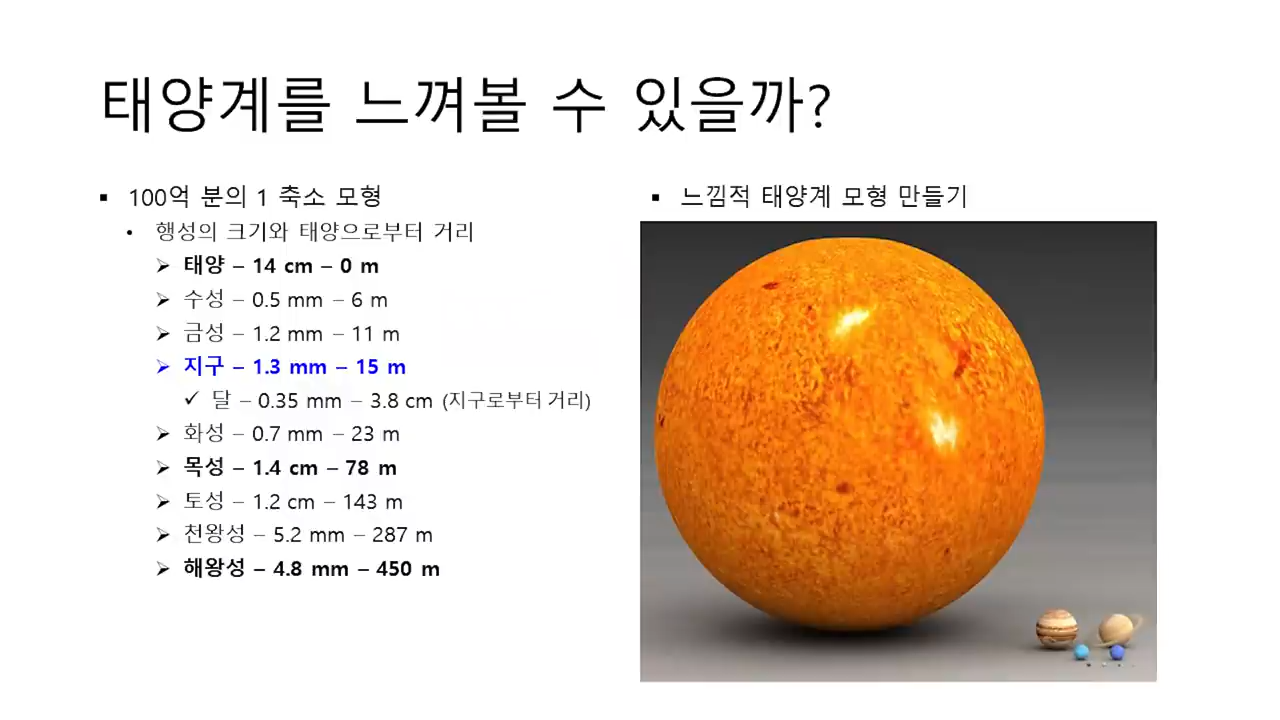 태양계를 느껴볼 수 있을까?
100억 분의 1 축소 모형
행성의 크기와 태양으로부터 거리
태양 – 14 cm – 0 m
수성 – 0.5 mm – 6 m
금성 – 1.2 mm – 11 m
지구 – 1.3 mm – 15 m
달 – 0.35 mm – 3.8 cm (지구로부터 거리)
화성 – 0.7 mm – 23 m
목성 – 1.4 cm – 78 m
토성 – 1.2 cm – 143 m
천왕성 – 5.2 mm – 287 m
해왕성 – 4.8 mm – 450 m
느낌적 태양계 모형 만들기